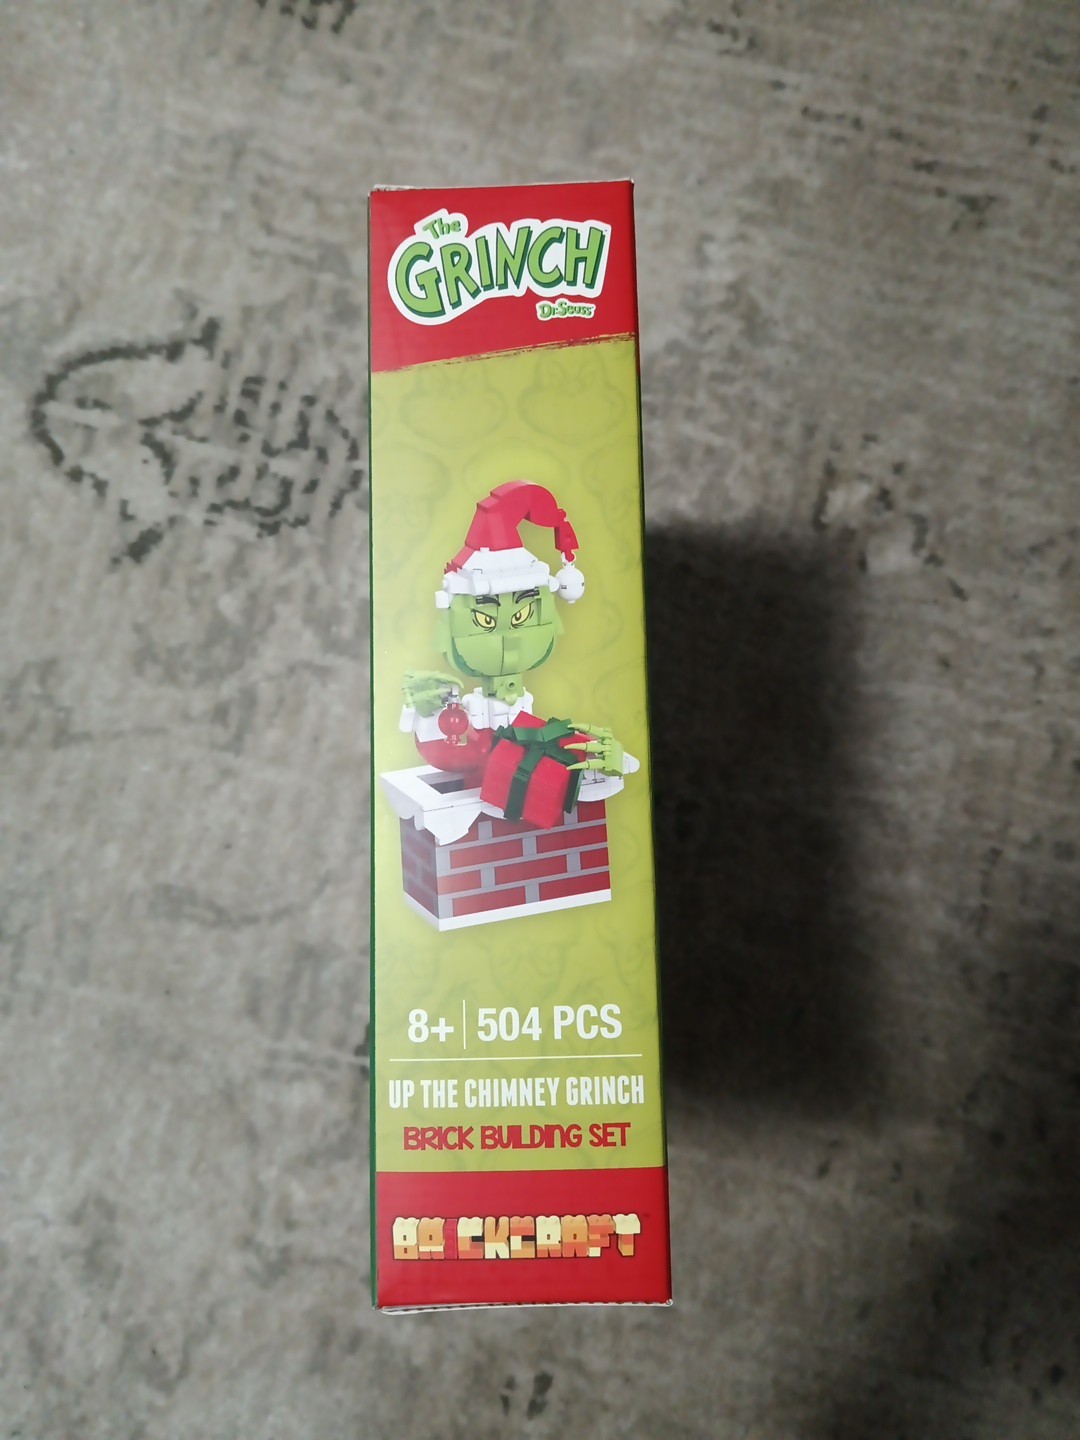 The
GRINCH
Dr. Seuss
8+ | 504 PCS
UP THE CHIMNEY GRINCH
BRICK BUILDING SET
BRICKCRAFT